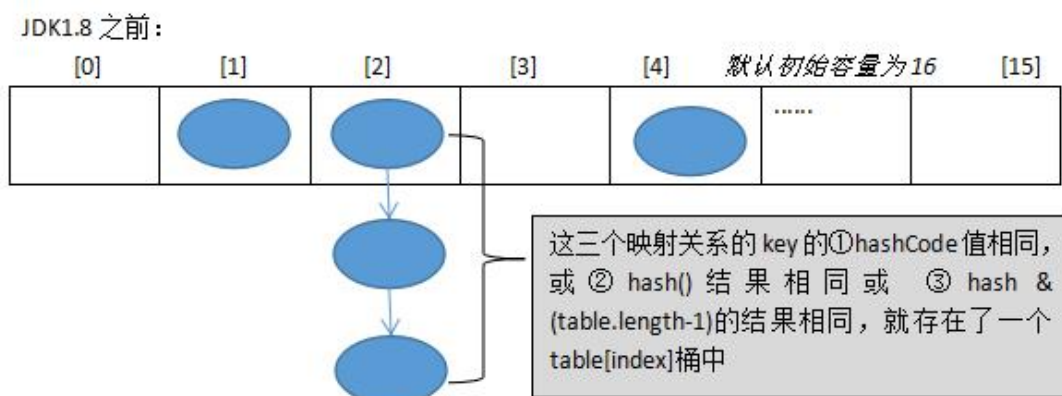 JDK1.8 之前：
[0] [1] [2] [3] [4] 默认初始容量为 16 [15]
......
这三个映射关系的 key 的①hashCode 值相同，
或 ② hash() 结 果 相 同 或 ③ hash &
(table.length-1)的结果相同，就存在了一个
table[index]桶中